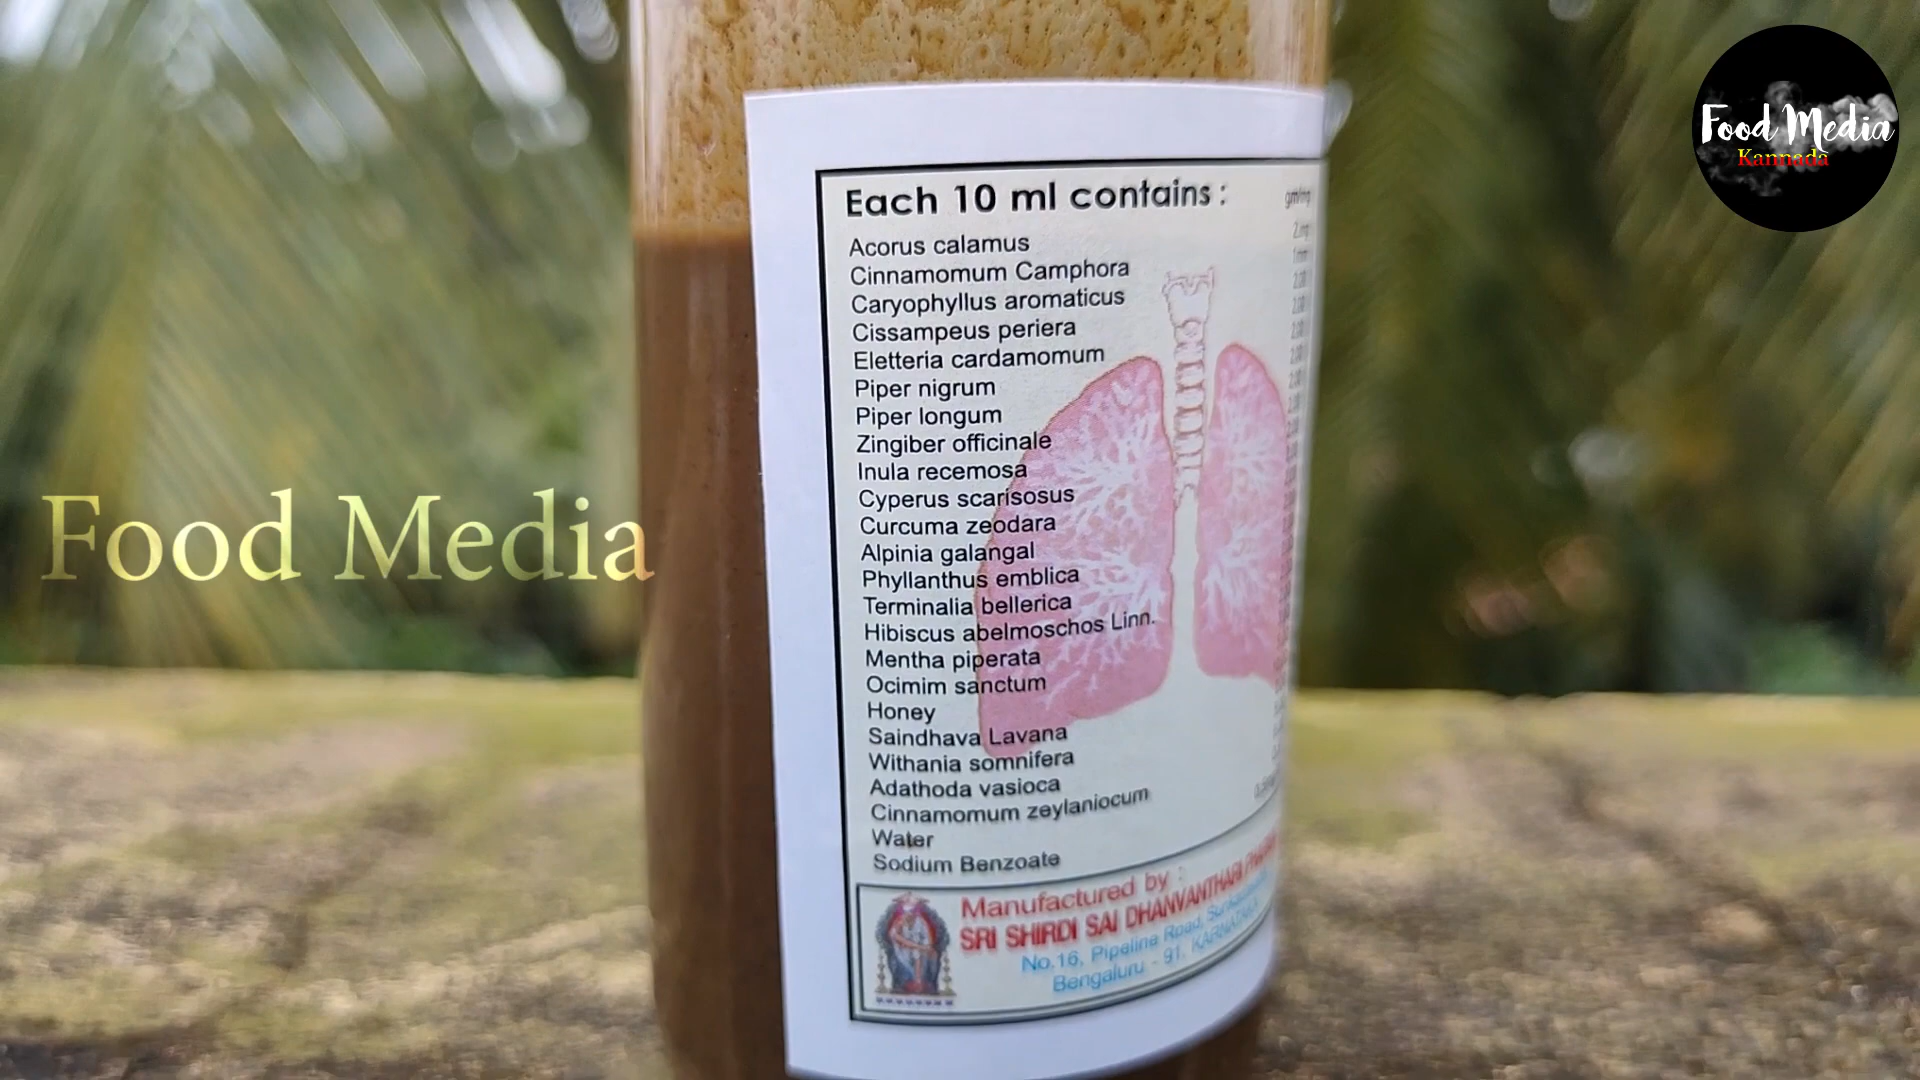 Food Media
Kannada
Food Media
Each 10 ml contains :
Acorus calamus
Cinnamomum Camphora
Caryophyllus aromaticus
Cissampeus periera
Eletteria cardamomum
Piper nigrum
Piper longum
Zingiber officinale
Inula recemosa
Cyperus scarisosus
Curcuma zeodara
Alpinia galangal
Phyllanthus emblica
Terminalia bellerica
Hibiscus abelmoschos Linn.
Mentha piperata
Ocimim sanctum
Honey
Saindhava Lavana
Withania somnifera
Adathoda vasioca
Cinnamomum zeylaniocum
Water
Sodium Benzoate
Manufactured by :
SRI SHIRDI SAI DHANVANTHARI
No.16, Pipeline Road,
Bengaluru - 91. KARNATAKA